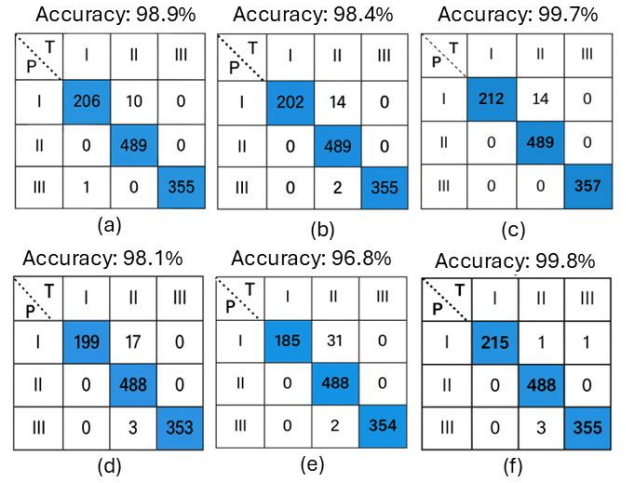 Accuracy: 98.9% Accuracy: 98.4% Accuracy: 99.7%
T I II III
P
I 206 10 0
II 0 489 0
III 1 0 355
(a)
T I II III
P
I 202 14 0
II 0 489 0
III 0 2 355
(b)
T I II III
P
I 212 14 0
II 0 489 0
III 0 0 357
(c)
Accuracy: 98.1% Accuracy: 96.8% Accuracy: 99.8%
T I II III
P
I 199 17 0
II 0 488 0
III 0 3 353
(d)
T I II III
P
I 185 31 0
II 0 488 0
III 0 2 354
(e)
T I II III
P
I 215 1 1
II 0 488 0
III 0 3 355
(f)